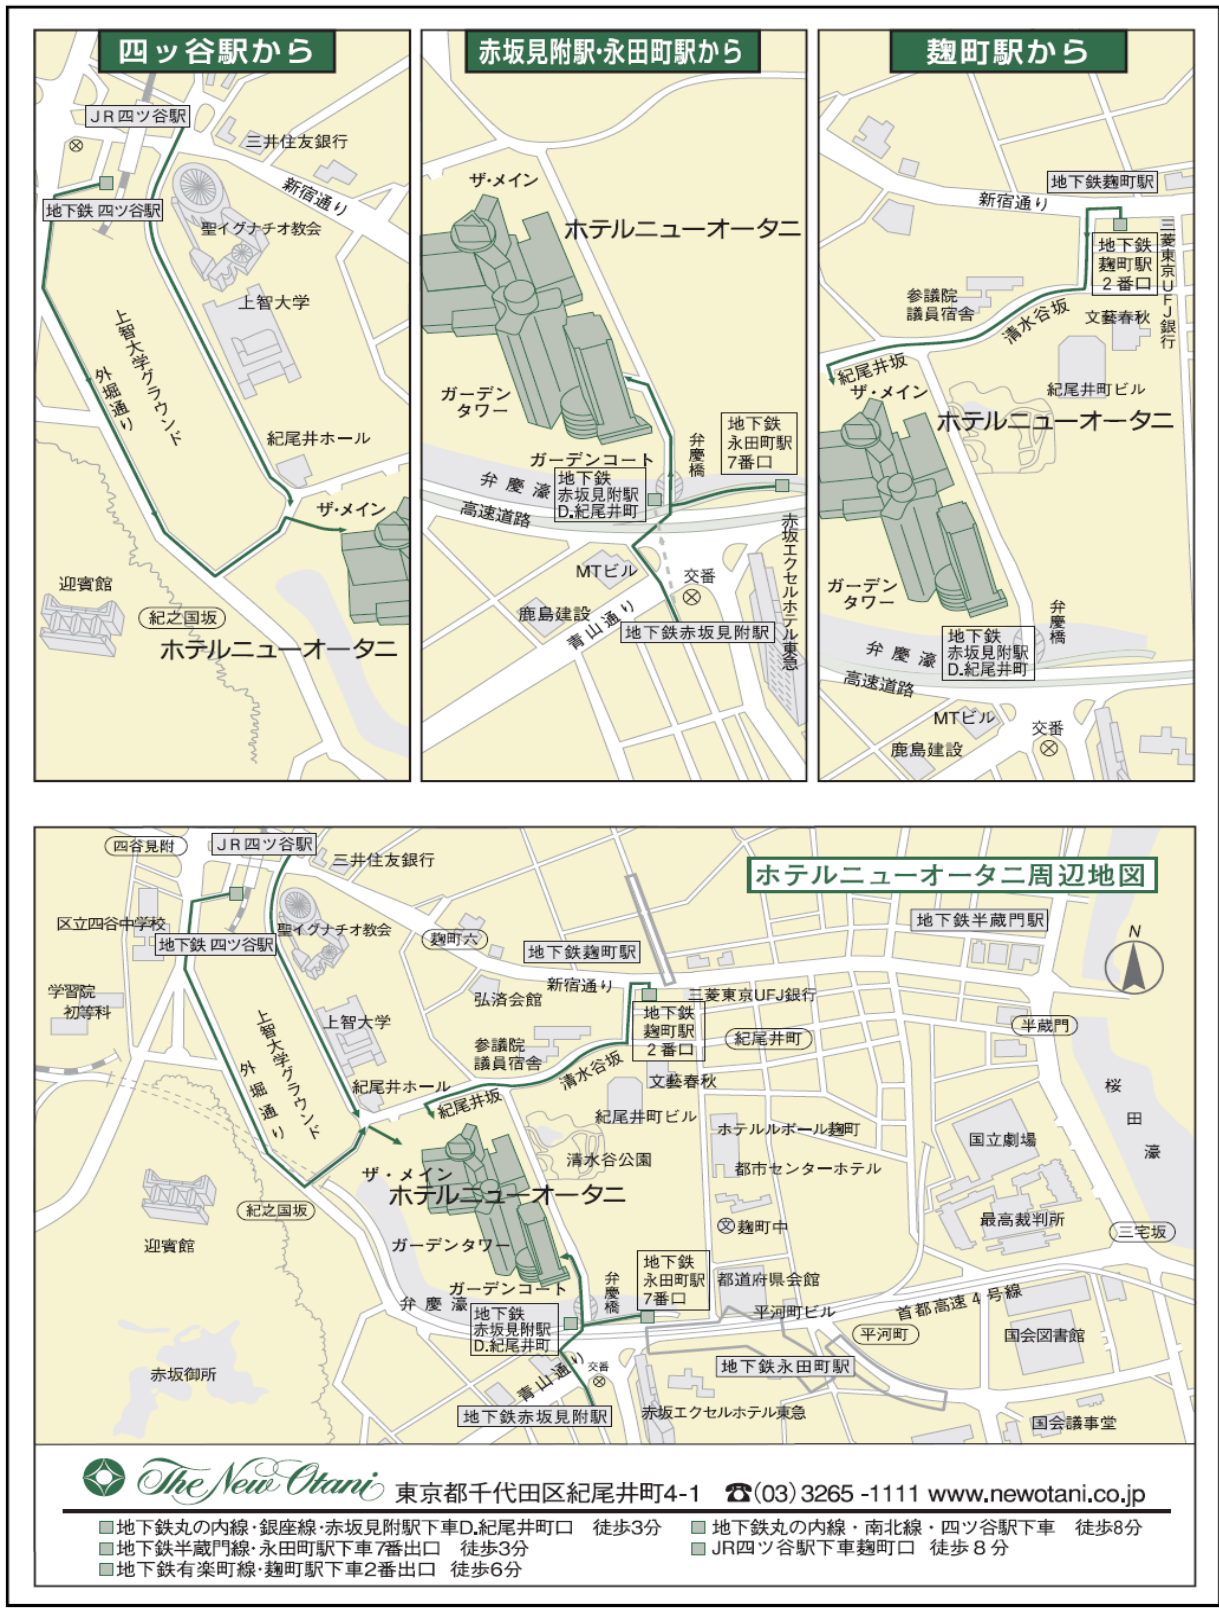 四ッ谷駅から
JR四ツ谷駅
三井住友銀行
新宿通り
地下鉄 四ツ谷駅
聖イグナチオ教会
上智大学
上智大学グラウンド
外堀通り
紀尾井ホール
ザ・メイン
迎賓館
紀之国坂
ホテルニューオータニ
赤坂見附駅・永田町駅から
ザ・メイン
ホテルニューオータニ
ガーデン
タワー
地下鉄
永田町駅
7番口
弁慶橋
ガーデンコート
弁慶濠
地下鉄
赤坂見附駅
D.紀尾井町
高速道路
赤坂エクセルホテル東急
MTビル
交番
鹿島建設
青山通り
地下鉄赤坂見附駅
麹町駅から
地下鉄麹町駅
新宿通り
三菱東京UFJ銀行
地下鉄
麹町駅
2番口
参議院
議員宿舎
清水谷坂
文藝春秋
紀尾井坂
紀尾井町ビル
ザ・メイン
ホテルニューオータニ
ガーデン
タワー
弁慶橋
地下鉄
赤坂見附駅
D.紀尾井町
弁慶濠
高速道路
MTビル
交番
鹿島建設
ホテルニューオータニ周辺地図
四谷見附
JR四ツ谷駅
三井住友銀行
区立四谷中学校
地下鉄 四ツ谷駅
聖イグナチオ教会
麹町六
地下鉄麹町駅
地下鉄半蔵門駅
N
学習院
初等科
新宿通り
弘済会館
三菱東京UFJ銀行
地下鉄
麹町駅
2番口
紀尾井町
半蔵門
上智大学
上智大学グラウンド
外堀通り
参議院
議員宿舎
清水谷坂
文藝春秋
紀尾井ホール
紀尾井坂
紀尾井町ビル
桜田濠
ホテルルポール麹町
国立劇場
清水谷公園
都市センターホテル
ザ・メイン
ホテルニューオータニ
紀之国坂
迎賓館
麹町中
最高裁判所
三宅坂
ガーデンタワー
地下鉄
永田町駅
7番口
都道府県会館
ガーデンコート
弁慶橋
弁慶濠
平河町ビル
首都高速4号線
地下鉄
赤坂見附駅
D.紀尾井町
平河町
国会図書館
赤坂御所
青山通り
交番
地下鉄永田町駅
地下鉄赤坂見附駅
赤坂エクセルホテル東急
国会議事堂
The New Otani 東京都千代田区紀尾井町4-1 ☎(03)3265-1111 www.newotani.co.jp
地下鉄丸の内線・銀座線・赤坂見附駅下車D.紀尾井町口 徒歩3分
地下鉄丸の内線・南北線・四ツ谷駅下車 徒歩8分
地下鉄半蔵門線・永田町駅下車7番出口 徒歩3分
JR四ツ谷駅下車麹町口 徒歩8分
地下鉄有楽町線・麹町駅下車2番出口 徒歩6分